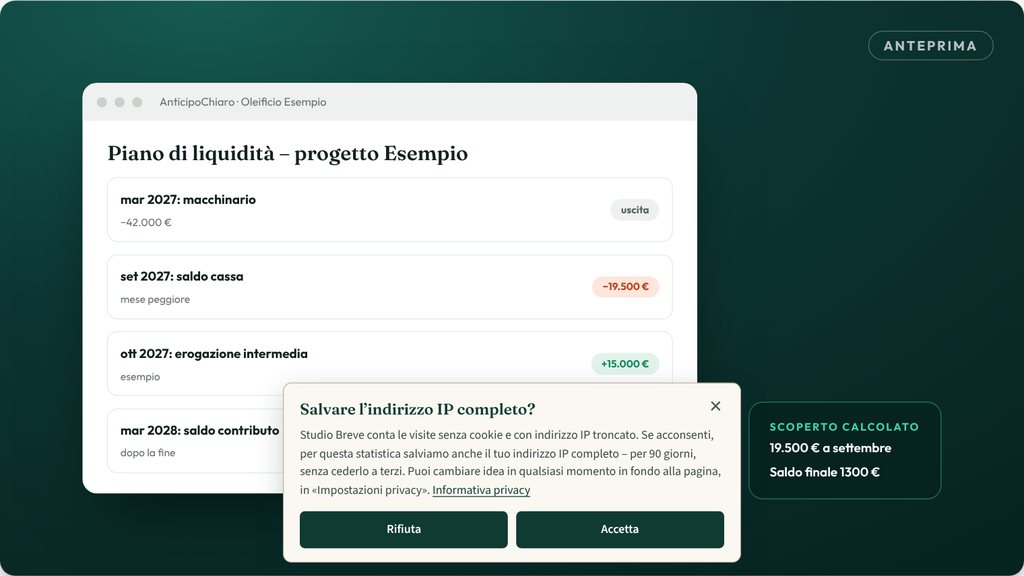 ANTEPRIMA
AnticipoChiaro · Oleificio Esempio
Piano di liquidità – progetto Esempio
mar 2027: macchinario
−42.000 €
uscita
set 2027: saldo cassa
mese peggiore
−19.500 €
ott 2027: erogazione intermedia
esempio
+15.000 €
mar 2028: saldo contributo
dopo la fine
Salvare l’indirizzo IP completo?
Studio Breve conta le visite senza cookie e con indirizzo IP troncato. Se acconsenti,
per questa statistica salviamo anche il tuo indirizzo IP completo – per 90 giorni,
senza cederlo a terzi. Puoi cambiare idea in qualsiasi momento in fondo alla pagina,
in «Impostazioni privacy». Informativa privacy
Rifiuta
Accetta
SCOPERTO CALCOLATO
19.500 € a settembre
Saldo finale 1300 €